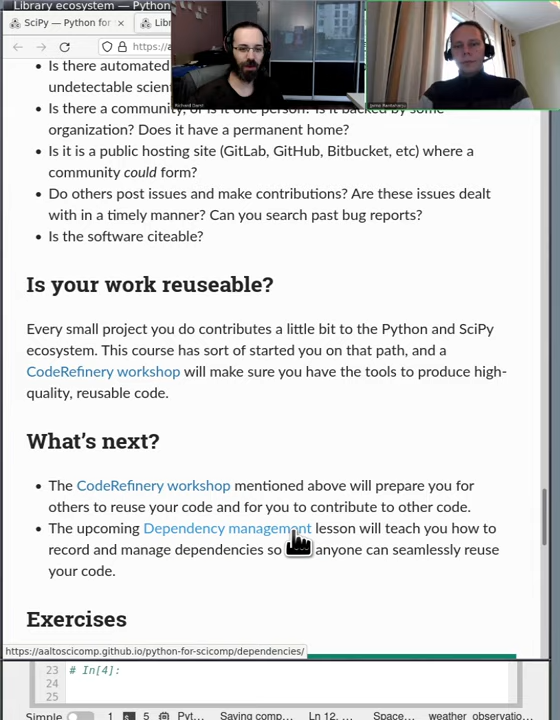 Library ecosystem — Python
SciPy — Python for
Libr
https://a
Is there automated
undetectable scien
Richard Darst
Is there a community, or is it one person? Is it backed by some
organization? Does it have a permanent home?
Is it is a public hosting site (GitLab, GitHub, Bitbucket, etc) where a
community could form?
Do others post issues and make contributions? Are these issues dealt
with in a timely manner? Can you search past bug reports?
Is the software citeable?
Is your work reuseable?
Every small project you do contributes a little bit to the Python and SciPy
ecosystem. This course has sort of started you on that path, and a
CodeRefinery workshop will make sure you have the tools to produce high-
quality, reusable code.
What's next?
The CodeRefinery workshop mentioned above will prepare you for
others to reuse your code and for you to contribute to other code.
The upcoming Dependency management lesson will teach you how to
record and manage dependencies so anyone can seamlessly reuse
your code.
Exercises
https://aaltoscicomp.github.io/python-for-scicomp/dependencies/
23 # In[4]:
24
25
Simple 1 5 Pyt... Saving comp... Ln 12, ... Space... weather_observatio...